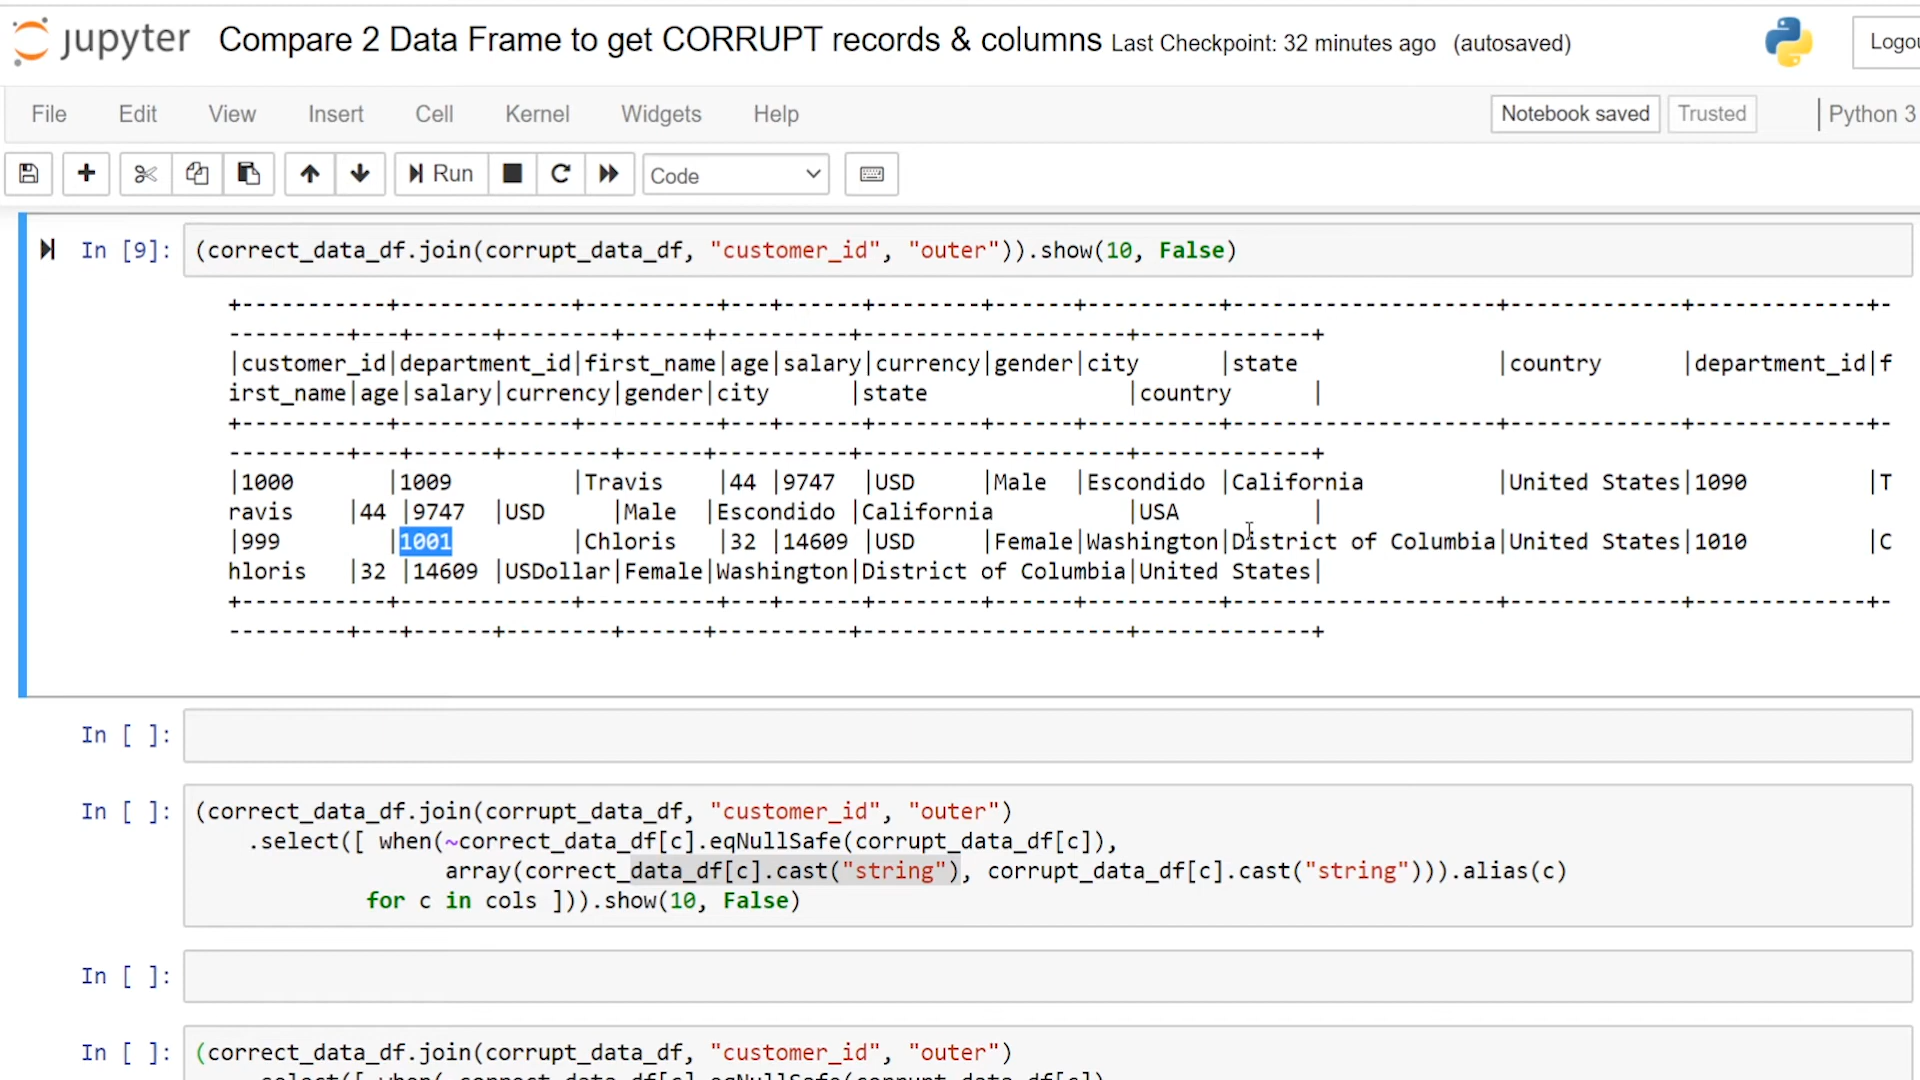 jupyter Compare 2 Data Frame to get CORRUPT records & columns Last Checkpoint: 32 minutes ago (autosaved)
File Edit View Insert Cell Kernel Widgets Help Notebook saved Trusted Python 3
Run Code
In [9]: (correct_data_df.join(corrupt_data_df, "customer_id", "outer")).show(10, False)
+-----------+-------------+----------+---+------+--------+------+----------+--------------------+-------------+-------------+-
---------+---+------+--------+------+----------+--------------------+-------------+
|customer_id|department_id|first_name|age|salary|currency|gender|city      |state               |country      |department_id|f
irst_name|age|salary|currency|gender|city      |state               |country      |
+-----------+-------------+----------+---+------+--------+------+----------+--------------------+-------------+-------------+-
---------+---+------+--------+------+----------+--------------------+-------------+
|1000       |1009         |Travis    |44 |9747  |USD     |Male  |Escondido |California          |United States|1090         |T
ravis    |44 |9747  |USD     |Male  |Escondido |California          |USA          |
|999        |1001         |Chloris   |32 |14609 |USD     |Female|Washington|District of Columbia|United States|1010         |C
hloris   |32 |14609 |USDollar|Female|Washington|District of Columbia|United States|
+-----------+-------------+----------+---+------+--------+------+----------+--------------------+-------------+-------------+-
---------+---+------+--------+------+----------+--------------------+-------------+
In [ ]:
In [ ]: (correct_data_df.join(corrupt_data_df, "customer_id", "outer")
.select([ when(~correct_data_df[c].eqNullSafe(corrupt_data_df[c]),
array(correct_data_df[c].cast("string"), corrupt_data_df[c].cast("string"))).alias(c)
for c in cols ])).show(10, False)
In [ ]:
In [ ]: (correct_data_df.join(corrupt_data_df, "customer_id", "outer")